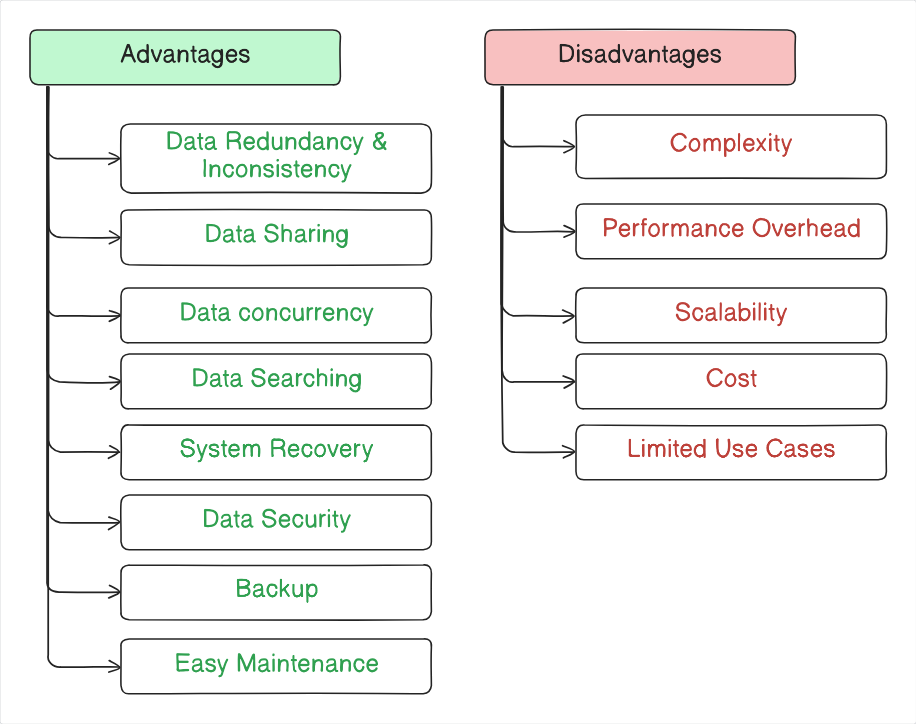 Advantages
Data Redundancy &
Inconsistency
Data Sharing
Data concurrency
Data Searching
System Recovery
Data Security
Backup
Easy Maintenance
Disadvantages
Complexity
Performance Overhead
Scalability
Cost
Limited Use Cases